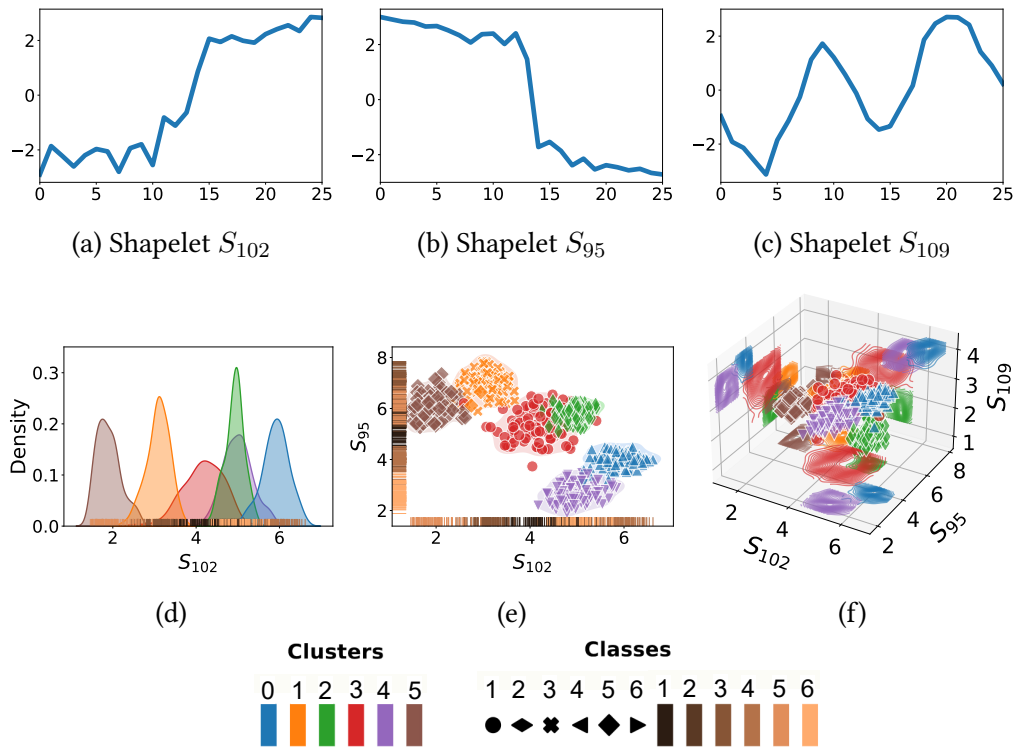 2
0
−2
0 5 10 15 20 25
(a) Shapelet S102
2
0
−2
0 5 10 15 20 25
(b) Shapelet S95
2
0
−2
0 5 10 15 20 25
(c) Shapelet S109
Density
0.3
0.2
0.1
0.0
2 4 6
S102
(d)
S95
8
6
4
2
2 4 6
S102
(e)
4
3
2
1
S109
8
6
4
2
S95
2
4
6
S102
(f)
Clusters
0 1 2 3 4 5
Classes
1 2 3 4 5 6 1 2 3 4 5 6